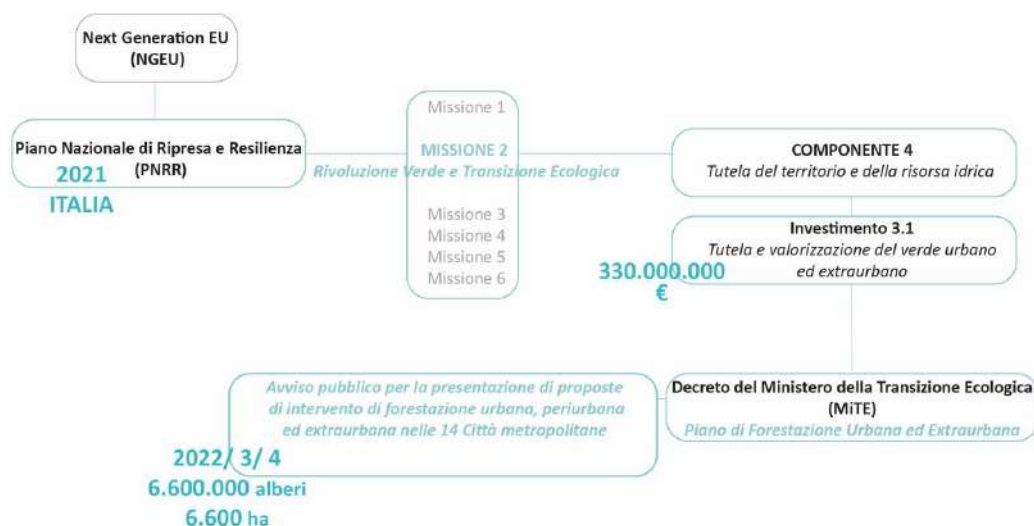 Next Generation EU
(NGEU)
Piano Nazionale di Ripresa e Resilienza
(PNRR)
2021
ITALIA
Missione 1
MISSIONE 2
Rivoluzione Verde e Transizione Ecologica
Missione 3
Missione 4
Missione 5
Missione 6
COMPONENTE 4
Tutela del territorio e della risorsa idrica
Investimento 3.1
Tutela e valorizzazione del verde urbano
ed extraurbano
330.000.000
€
Decreto del Ministero della Transizione Ecologica
(MiTE)
Piano di Forestazione Urbana ed Extraurbana
Avviso pubblico per la presentazione di proposte
di intervento di forestazione urbana, periurbana
ed extraurbana nelle 14 Città metropolitane
2022/ 3/ 4
6.600.000 alberi
6.600 ha